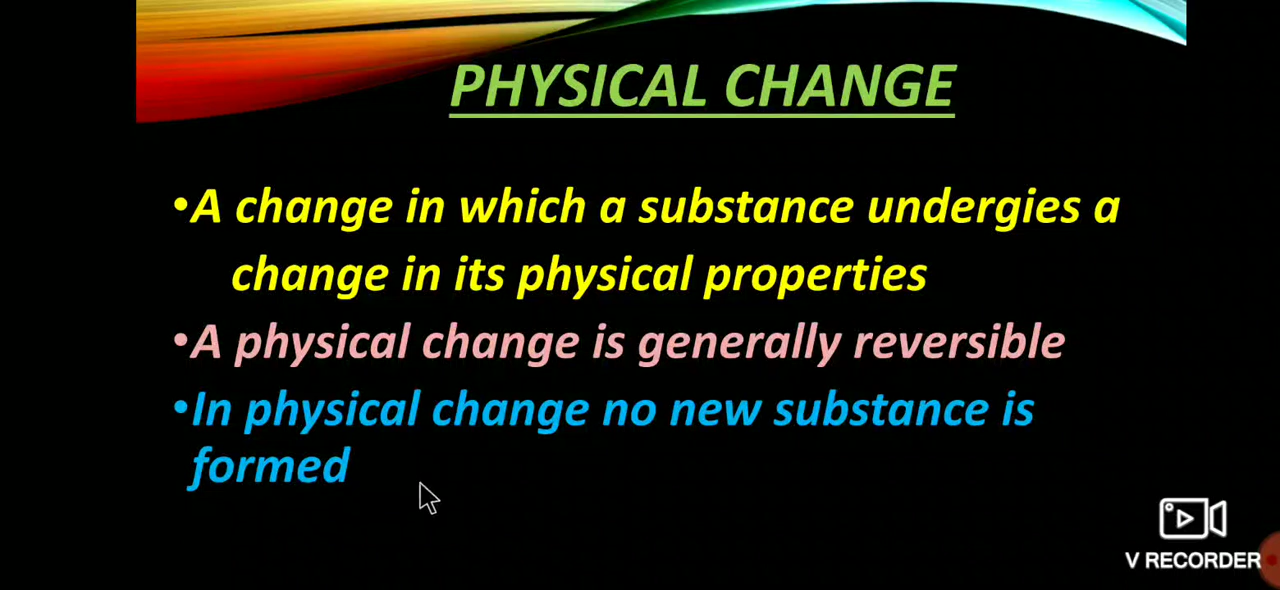 PHYSICAL CHANGE
•A change in which a substance undergies a
change in its physical properties
•A physical change is generally reversible
•In physical change no new substance is
formed
V RECORDER